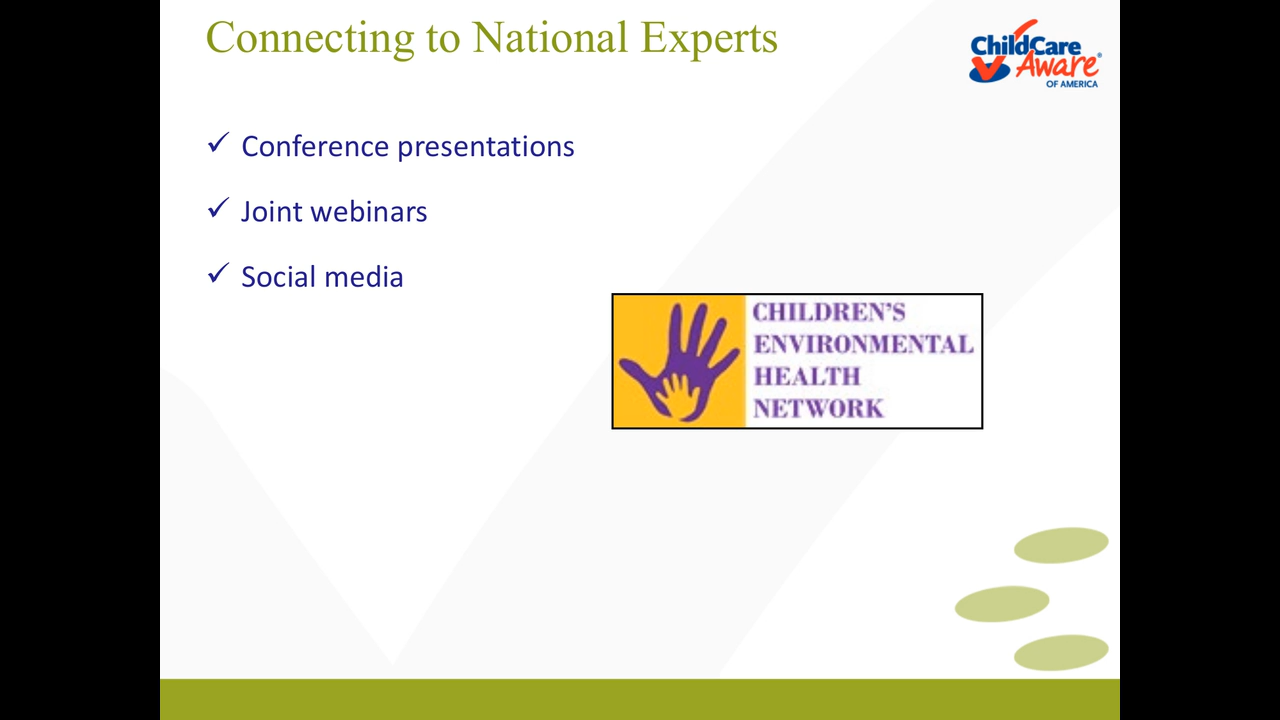 Connecting to National Experts
ChildCare
Aware®
OF AMERICA
✓ Conference presentations
✓ Joint webinars
✓ Social media
CHILDREN'S
ENVIRONMENTAL
HEALTH
NETWORK